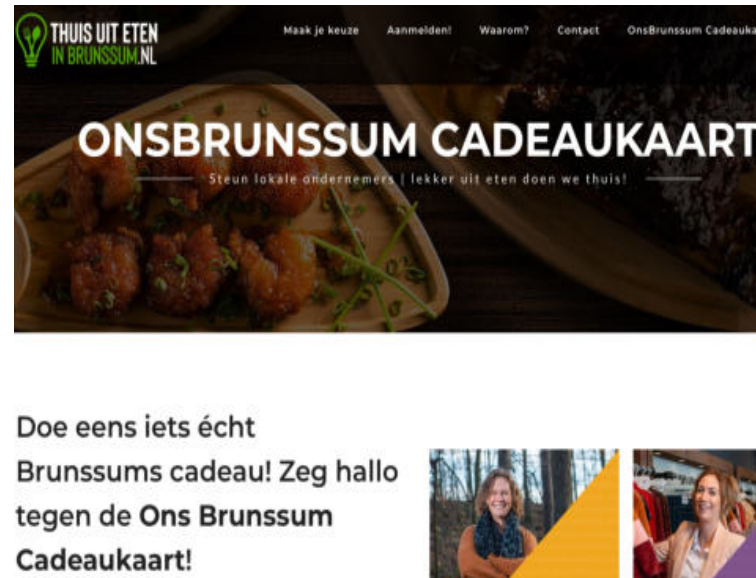 THUIS UIT ETEN
IN BRUNSSUM.NL
Maak je keuze Aanmelden! Waarom? Contact OnsBrunssum Cadeauka
ONSBRUNSSUM CADEAUKAART
Steun lokale ondernemers | lekker uit eten doen we thuis!
Doe eens iets écht
Brunssums cadeau! Zeg hallo
tegen de Ons Brunssum
Cadeaukaart!